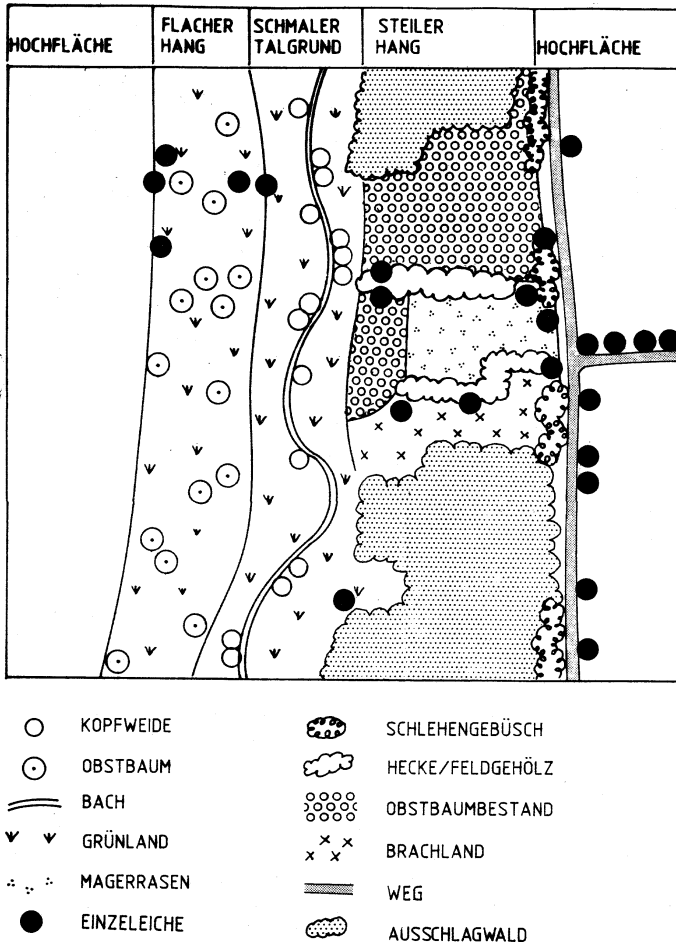 HOCHFLÄCHE
FLACHER
HANG
SCHMALER
TALGRUND
STEILER
HANG
HOCHFLÄCHE
KOPFWEIDE
OBSTBAUM
BACH
GRÜNLAND
MAGERRASEN
EINZELEICHE
SCHLEHENGEBÜSCH
HECKE/FELDGEHÖLZ
OBSTBAUMBESTAND
BRACHLAND
WEG
AUSSCHLAGWALD